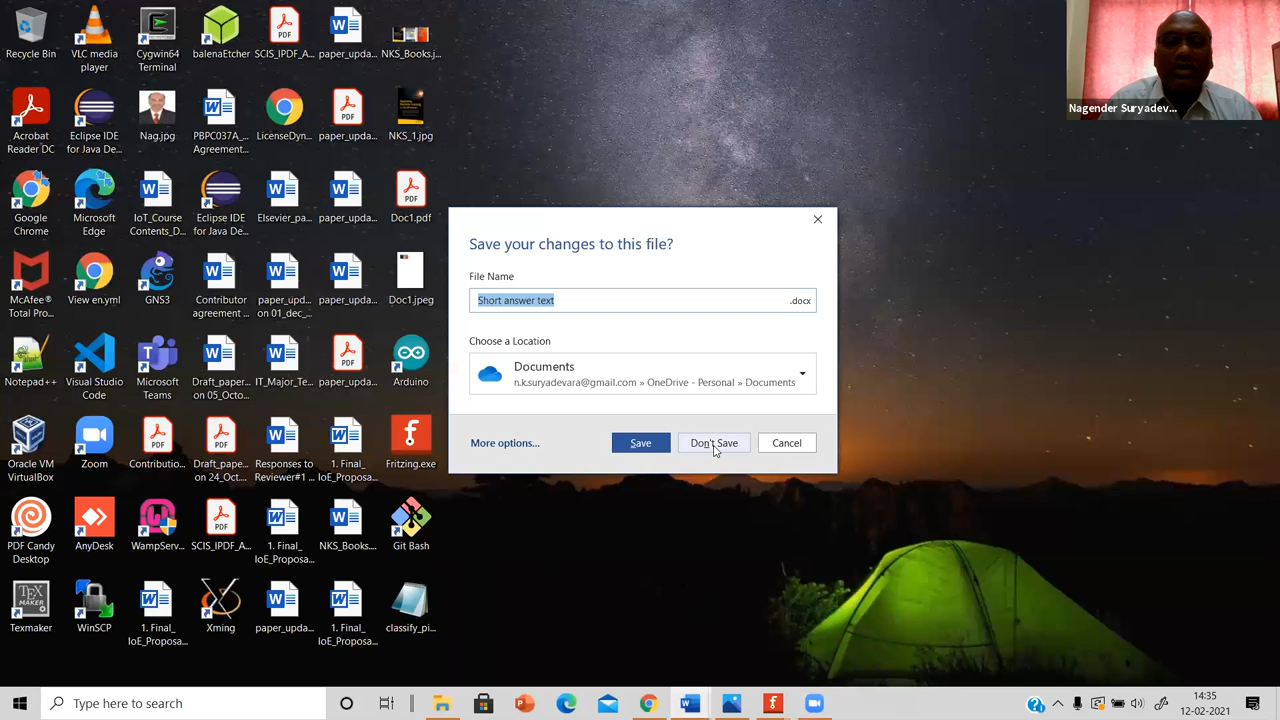 Recycle Bin
VLC media
player
Cygwin64
Terminal
balenaEtcher
SCIS_IPDF_A...
paper_upda...
NKS_Books.j...
Acrobat
Reader DC
Eclipse IDE
for Java De...
Nag.jpg
PBPC037A_
Agreement...
LicenseDyn...
paper_upda...
NKS_1.jpg
Google
Chrome
Microsoft
Edge
IoT_Course
Contents_D...
Eclipse IDE
for Java De...
Elsevier_pa...
paper_upda...
Doc1.pdf
McAfee®
Total Pro...
View en.yml
GNS3
Contributor
agreement ...
paper_upd...
on 01_dec_...
paper_upda...
Doc1.jpeg
Notepad++
Visual Studio
Code
Microsoft
Teams
Draft_paper...
on 05_Oct...
IT_Major_Te...
paper_upda...
Arduino
Oracle VM
VirtualBox
Zoom
Contributio...
Draft_pap...
on 24_Oct...
Responses to
Reviewer#1 ...
1. Final_
IoE_Proposa...
Fritzing.exe
PDF Candy
Desktop
AnyDesk
WampServ...
SCIS_IPDF_A...
1. Final_
IoE_Proposa...
NKS_Books...
Git Bash
TEX
MAKER
Texmaker
WinSCP
1. Final_
IoE_Proposa...
Xming
paper_upda...
1. Final_
IoE_Proposa...
classify_pi...
Save your changes to this file?
File Name
Short answer text
.docx
Choose a Location
Documents
n.k.suryadevara@gmail.com » OneDrive - Personal » Documents
More options...
Save
Don't Save
Cancel
Nagender Suryadev...
Type here to search
14:35
12-02-2021